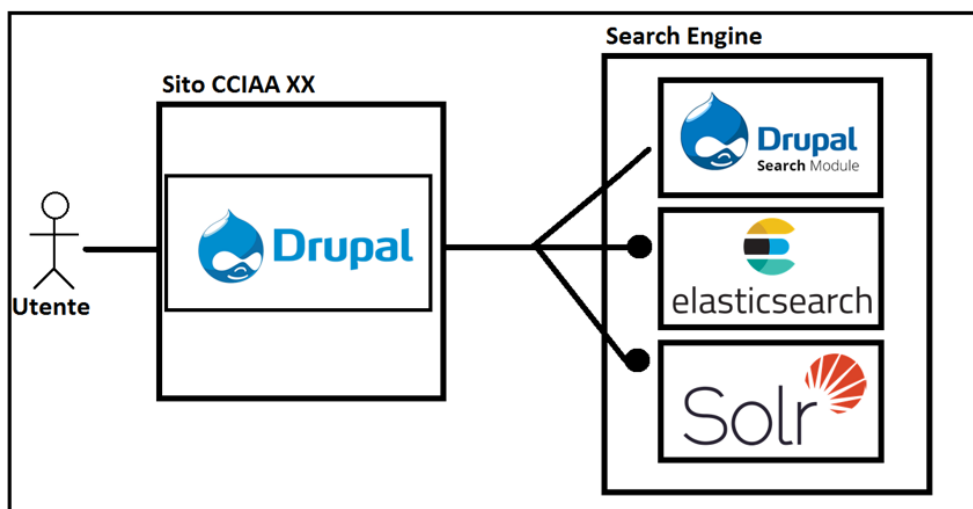 Search Engine
Sito CCIAA XX
Drupal
Search Module
Drupal
elasticsearch
Utente
Solr